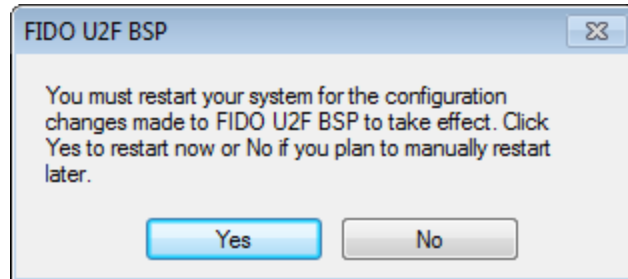 FIDO U2F BSP
You must restart your system for the configuration
changes made to FIDO U2F BSP to take effect. Click
Yes to restart now or No if you plan to manually restart
later.
Yes
No